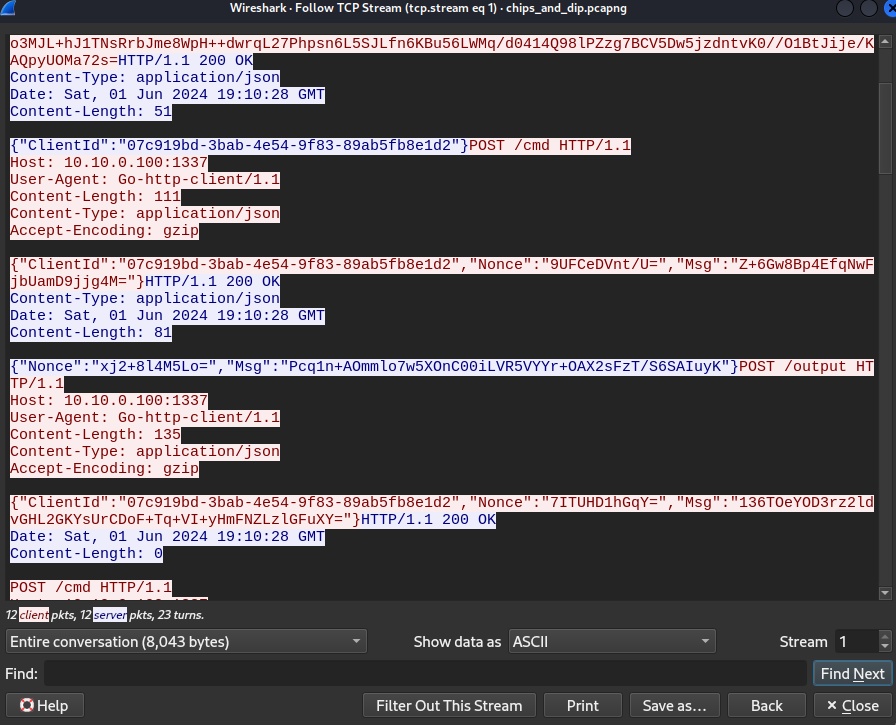 Wireshark · Follow TCP Stream (tcp.stream eq 1) · chips_and_dip.pcapng
o3MJL+hJ1TNsRrbJme8WpH++dwrqL27Phpsn6L5SJLfn6KBu56LWMq/d0414Q98lPZzg7BCV5Dw5jzdntvK0//O1BtJije/K
AQpyUOMa72s=HTTP/1.1 200 OK
Content-Type: application/json
Date: Sat, 01 Jun 2024 19:10:28 GMT
Content-Length: 51
{"ClientId":"07c919bd-3bab-4e54-9f83-89ab5fb8e1d2"}POST /cmd HTTP/1.1
Host: 10.10.0.100:1337
User-Agent: Go-http-client/1.1
Content-Length: 111
Content-Type: application/json
Accept-Encoding: gzip
{"ClientId":"07c919bd-3bab-4e54-9f83-89ab5fb8e1d2","Nonce":"9UFCeDVnt/U=","Msg":"Z+6Gw8Bp4EfqNwF
jbUamD9jjg4M="}HTTP/1.1 200 OK
Content-Type: application/json
Date: Sat, 01 Jun 2024 19:10:28 GMT
Content-Length: 81
{"Nonce":"xj2+8l4M5Lo=","Msg":"Pcq1n+AOmmlo7w5XOnC00iLVR5VYYr+OAX2sFzT/S6SAIuyK"}POST /output HT
TP/1.1
Host: 10.10.0.100:1337
User-Agent: Go-http-client/1.1
Content-Length: 135
Content-Type: application/json
Accept-Encoding: gzip
{"ClientId":"07c919bd-3bab-4e54-9f83-89ab5fb8e1d2","Nonce":"7ITUHD1hGqY=","Msg":"136TOeYOD3rz2ld
vGHL2GKYsUrCDoF+Tq+VI+yHmFNZLzlGFuXY="}HTTP/1.1 200 OK
Date: Sat, 01 Jun 2024 19:10:28 GMT
Content-Length: 0
POST /cmd HTTP/1.1
12 client pkts, 12 server pkts, 23 turns.
Entire conversation (8,043 bytes)
Show data as ASCII
Stream 1
Find:
Find Next
Help
Filter Out This Stream
Print
Save as…
Back
Close